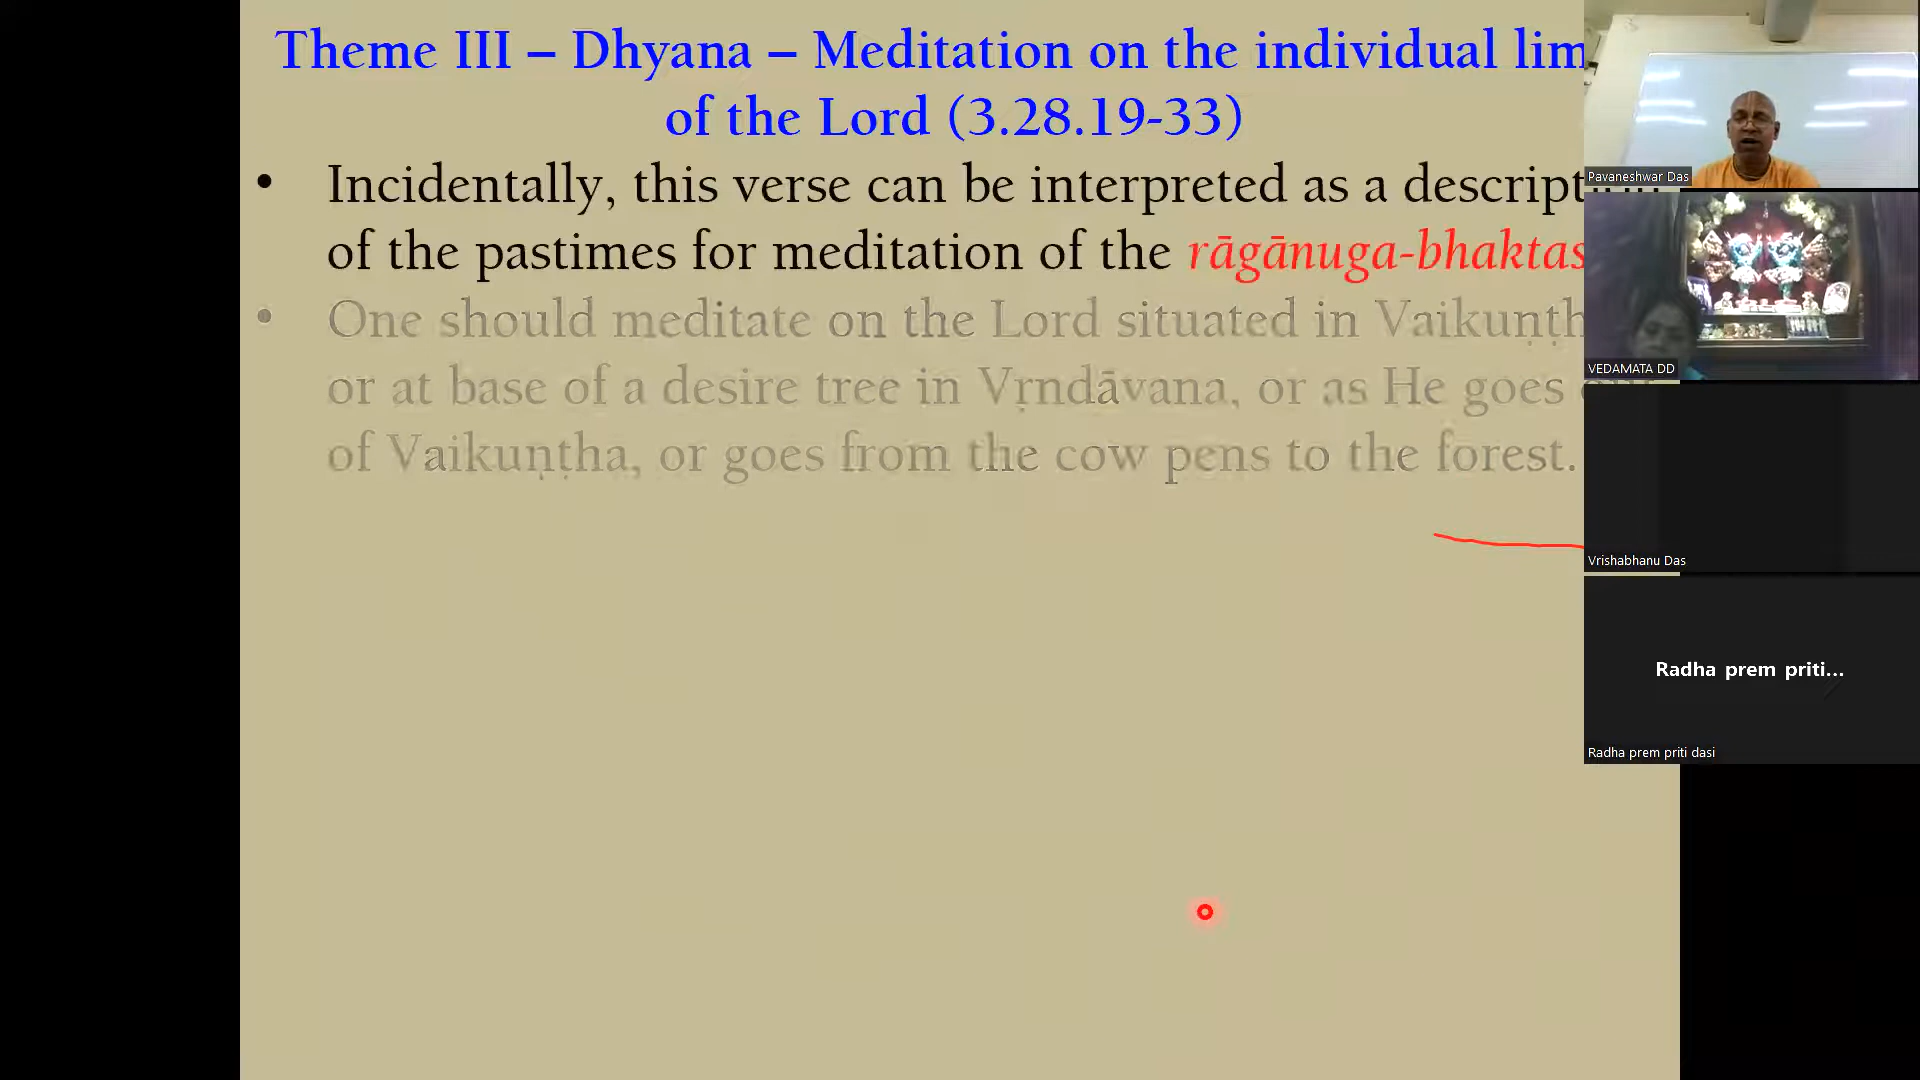 Theme III – Dhyana – Meditation on the individual lim
of the Lord (3.28.19-33)
• Incidentally, this verse can be interpreted as a descript
of the pastimes for meditation of the rāgānuga-bhaktas
• One should meditate on the Lord situated in Vaikuṇṭh
or at base of a desire tree in Vṛndāvana, or as He goes
of Vaikuṇṭha, or goes from the cow pens to the forest.
Pavaneshwar Das
VEDAMATA DD
Vrishabhanu Das
Radha prem priti...
Radha prem priti dasi